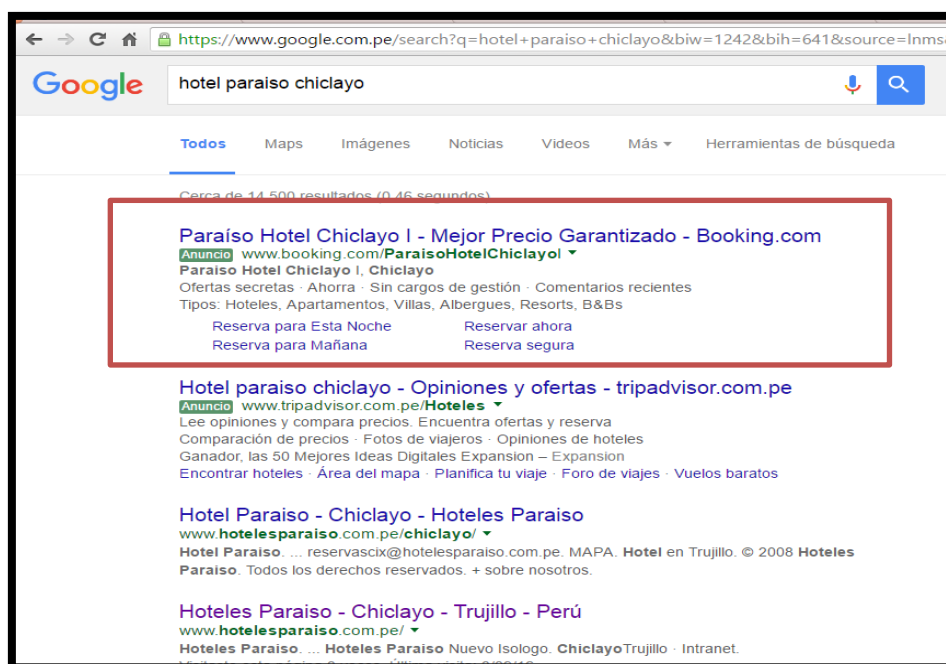 https://www.google.com.pe/search?q=hotel+paraiso+chiclayo&biw=1242&bih=641&source=lnms
Google
hotel paraiso chiclayo
Todos Maps Imágenes Noticias Videos Más Herramientas de búsqueda
Cerca de 14,500 resultados (0.46 segundos)
Paraíso Hotel Chiclayo I - Mejor Precio Garantizado - Booking.com
Anuncio www.booking.com/ParaisoHotelChiclayoI
Paraiso Hotel Chiclayo I, Chiclayo
Ofertas secretas · Ahorra · Sin cargos de gestión · Comentarios recientes
Tipos: Hoteles, Apartamentos, Villas, Albergues, Resorts, B&Bs
Reserva para Esta Noche Reservar ahora
Reserva para Mañana Reserva segura
Hotel paraiso chiclayo - Opiniones y ofertas - tripadvisor.com.pe
Anuncio www.tripadvisor.com.pe/Hoteles
Lee opiniones y compara precios. Encuentra ofertas y reserva
Comparación de precios · Fotos de viajeros · Opiniones de hoteles
Ganador, las 50 Mejores Ideas Digitales Expansion – Expansion
Encontrar hoteles · Área del mapa · Planifica tu viaje · Foro de viajes · Vuelos baratos
Hotel Paraiso - Chiclayo - Hoteles Paraiso
www.hotelesparaiso.com.pe/chiclayo/
Hotel Paraiso. ... reservascix@hotelesparaiso.com.pe. MAPA. Hotel en Trujillo. © 2008 Hoteles
Paraiso. Todos los derechos reservados. + sobre nosotros.
Hoteles Paraiso - Chiclayo - Trujillo - Perú
www.hotelesparaiso.com.pe/
Hoteles Paraiso. ... Hoteles Paraiso Nuevo Isologo. ChiclayoTrujillo · Intranet.